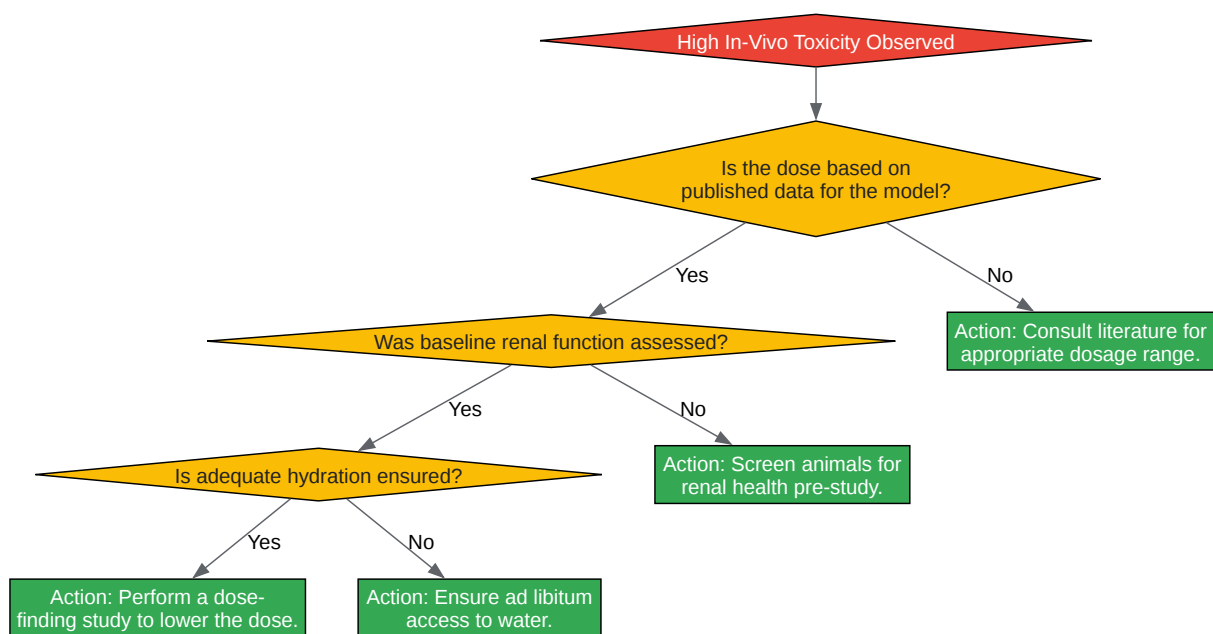 High In-Vivo Toxicity Observed
Is the dose based on
published data for the model?
Yes
No
Action: Consult literature for
appropriate dosage range.
Was baseline renal function assessed?
Yes
No
Action: Screen animals for
renal health pre-study.
Is adequate hydration ensured?
Yes
No
Action: Perform a dose-
finding study to lower the dose.
Action: Ensure ad libitum
access to water.